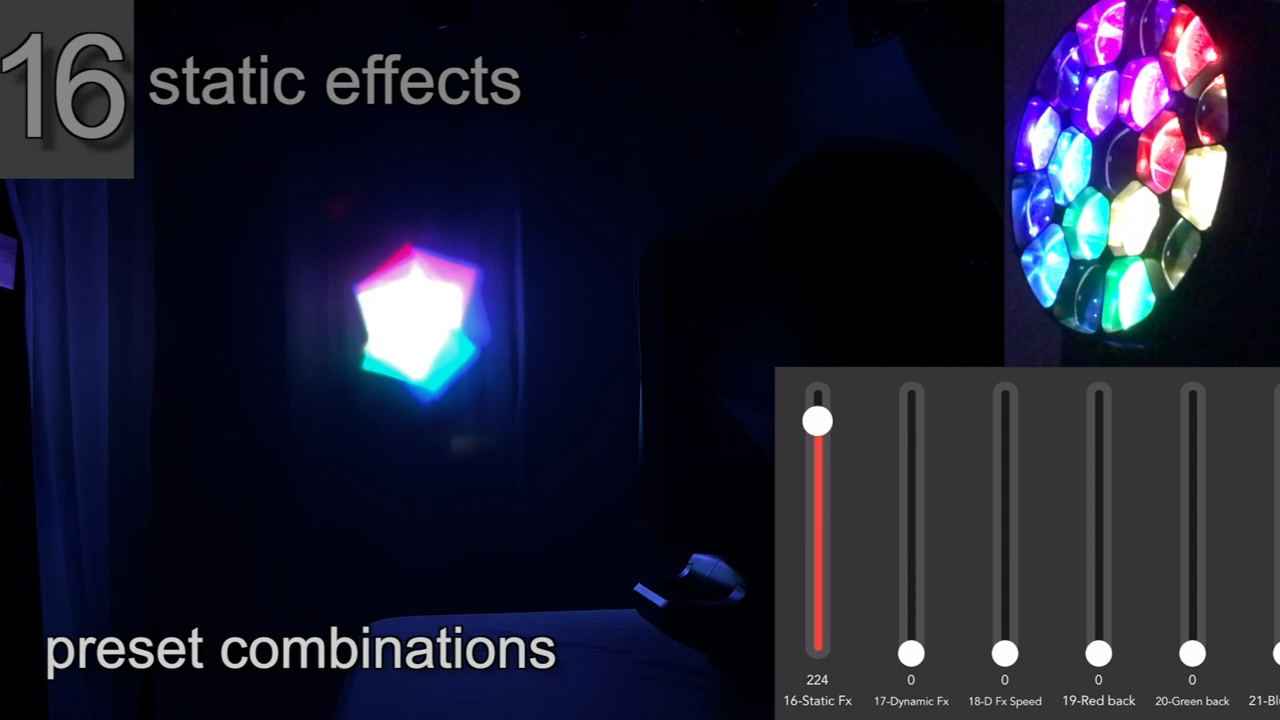 16 static effects
preset combinations
224 0 0 0 0
16-Static Fx 17-Dynamic Fx 18-D Fx Speed 19-Red back 20-Green back